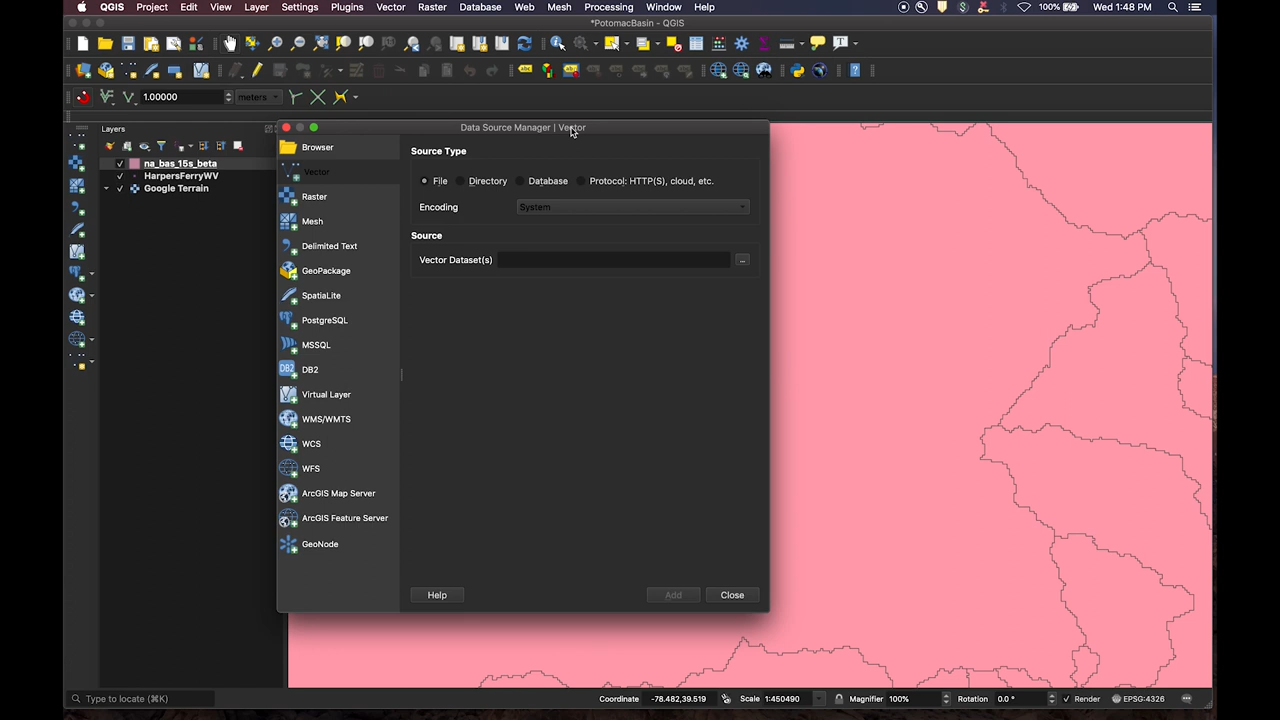 QGIS Project Edit View Layer Settings Plugins Vector Raster Database Web Mesh Processing Window Help 100% Wed 1:48 PM
*PotomacBasin - QGIS
1.00000 meters
Layers
na_bas_15s_beta
HarpersFerryWV
Google Terrain
Data Source Manager | Vector
Browser
Vector
Raster
Mesh
Delimited Text
GeoPackage
SpatiaLite
PostgreSQL
MSSQL
DB2
Virtual Layer
WMS/WMTS
WCS
WFS
ArcGIS Map Server
ArcGIS Feature Server
GeoNode
Source Type
File Directory Database Protocol: HTTP(S), cloud, etc.
Encoding System
Source
Vector Dataset(s) ...
Help Add Close
Type to locate (⌘K) Coordinate -78.482,39.519 Scale 1:450490 Magnifier 100% Rotation 0.0 ° Render EPSG:4326